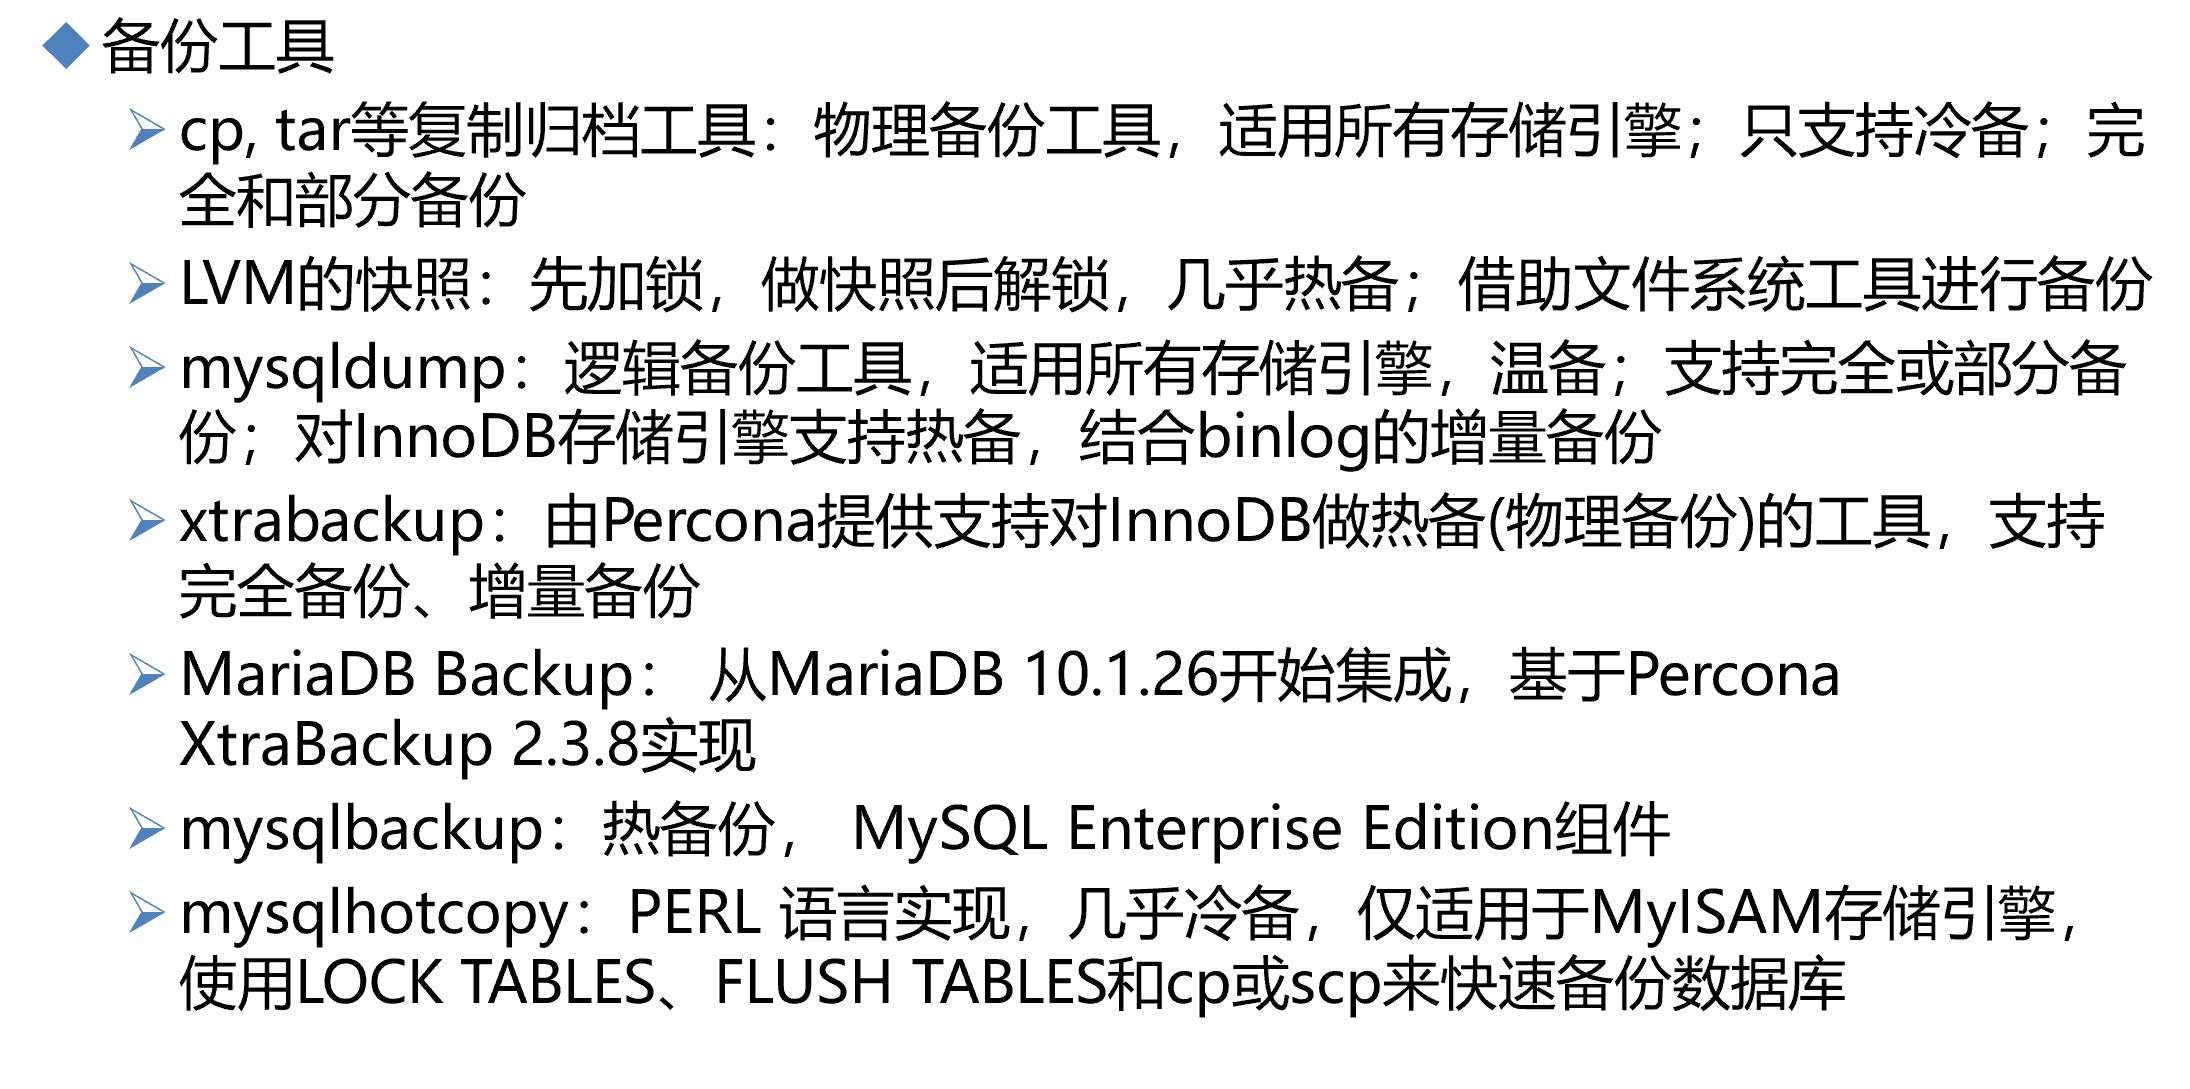 备份工具
cp, tar等复制归档工具：物理备份工具，适用所有存储引擎；只支持冷备；完
全和部分备份
LVM的快照：先加锁，做快照后解锁，几乎热备；借助文件系统工具进行备份
mysqldump：逻辑备份工具，适用所有存储引擎，温备；支持完全或部分备
份；对InnoDB存储引擎支持热备，结合binlog的增量备份
xtrabackup：由Percona提供支持对InnoDB做热备(物理备份)的工具，支持
完全备份、增量备份
MariaDB Backup： 从MariaDB 10.1.26开始集成，基于Percona
XtraBackup 2.3.8实现
mysqlbackup：热备份， MySQL Enterprise Edition组件
mysqlhotcopy：PERL 语言实现，几乎冷备，仅适用于MyISAM存储引擎，
使用LOCK TABLES、FLUSH TABLES和cp或scp来快速备份数据库